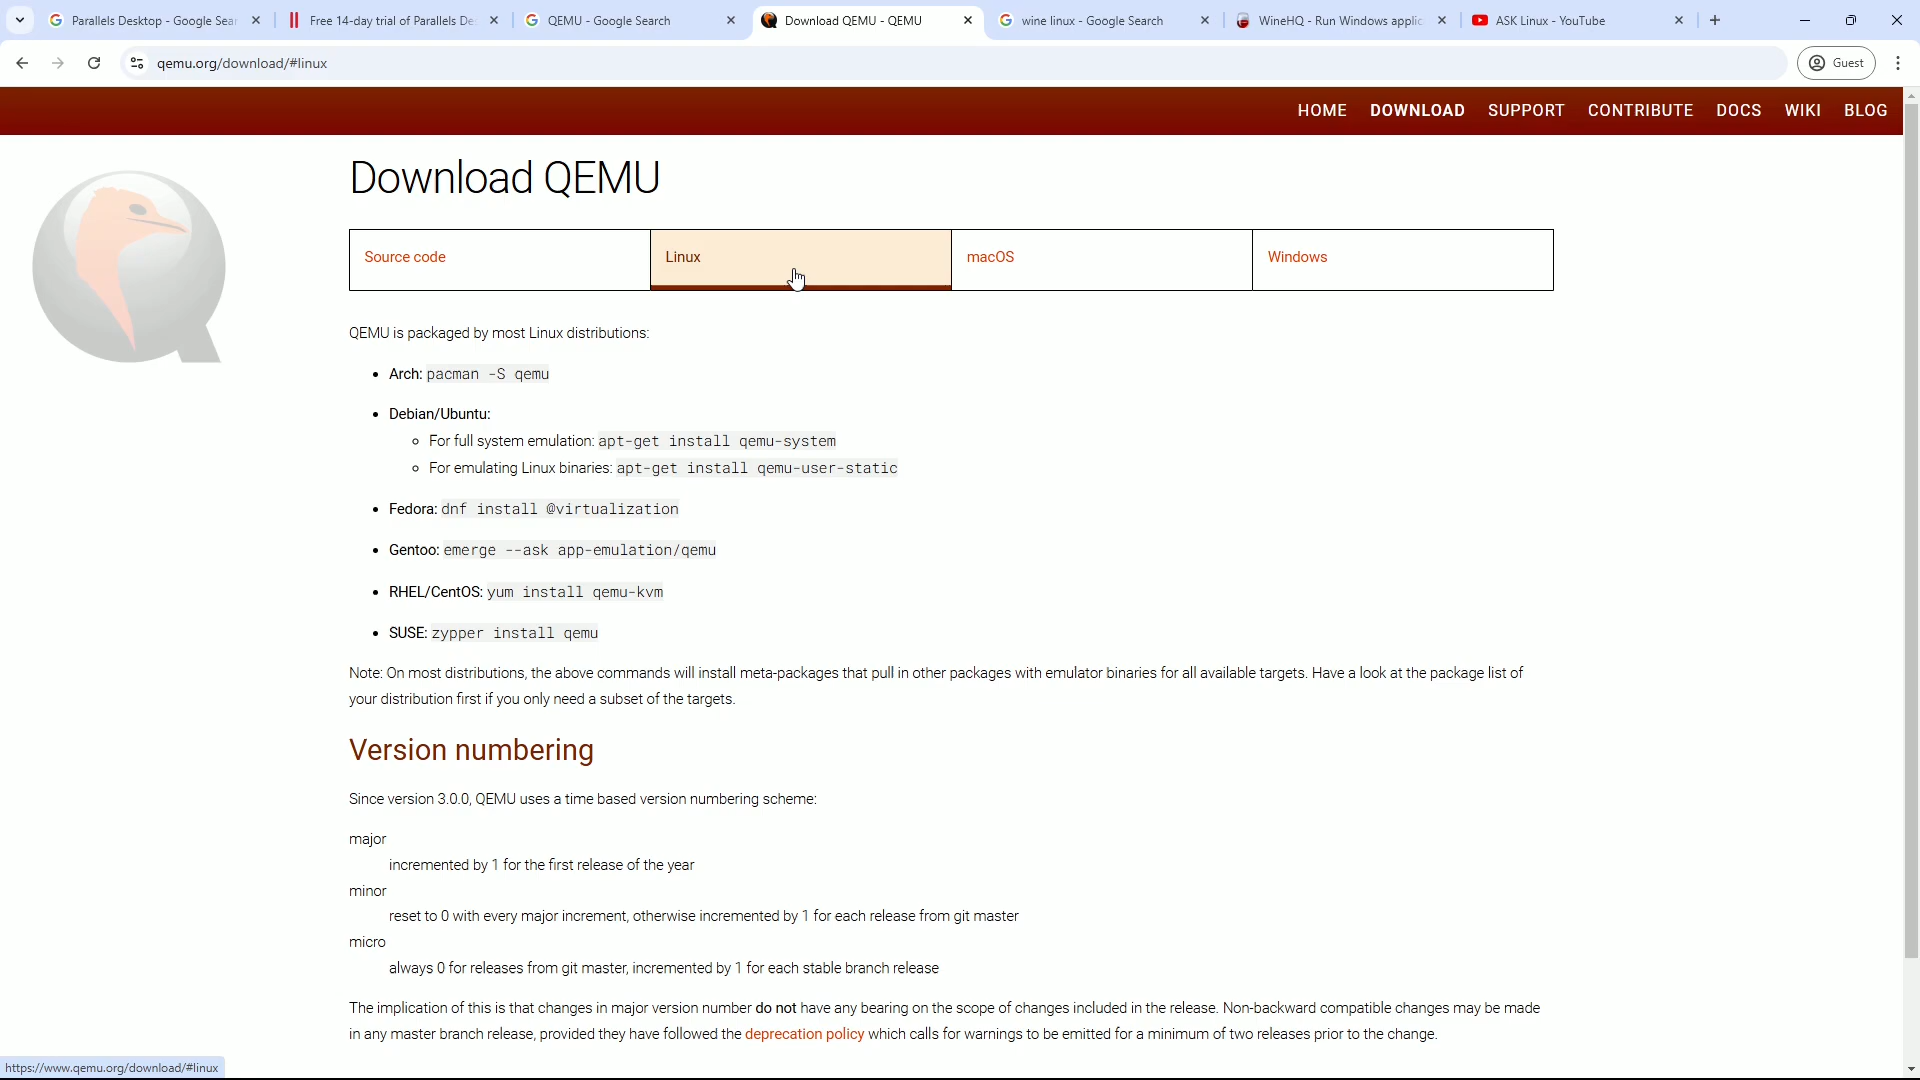 Parallels Desktop - Google Sear
Free 14-day trial of Parallels De
QEMU - Google Search
Download QEMU - QEMU
wine linux - Google Search
WineHQ - Run Windows applic
ASK Linux - YouTube
qemu.org/download/#linux
Guest
HOME DOWNLOAD SUPPORT CONTRIBUTE DOCS WIKI BLOG
Download QEMU
Source code Linux macOS Windows
QEMU is packaged by most Linux distributions:
• Arch: pacman -S qemu
• Debian/Ubuntu:
○ For full system emulation: apt-get install qemu-system
○ For emulating Linux binaries: apt-get install qemu-user-static
• Fedora: dnf install @virtualization
• Gentoo: emerge --ask app-emulation/qemu
• RHEL/CentOS: yum install qemu-kvm
• SUSE: zypper install qemu
Note: On most distributions, the above commands will install meta-packages that pull in other packages with emulator binaries for all available targets. Have a look at the package list of
your distribution first if you only need a subset of the targets.
Version numbering
Since version 3.0.0, QEMU uses a time based version numbering scheme:
major
incremented by 1 for the first release of the year
minor
reset to 0 with every major increment, otherwise incremented by 1 for each release from git master
micro
always 0 for releases from git master, incremented by 1 for each stable branch release
The implication of this is that changes in major version number do not have any bearing on the scope of changes included in the release. Non-backward compatible changes may be made
in any master branch release, provided they have followed the deprecation policy which calls for warnings to be emitted for a minimum of two releases prior to the change.
https://www.qemu.org/download/#linux